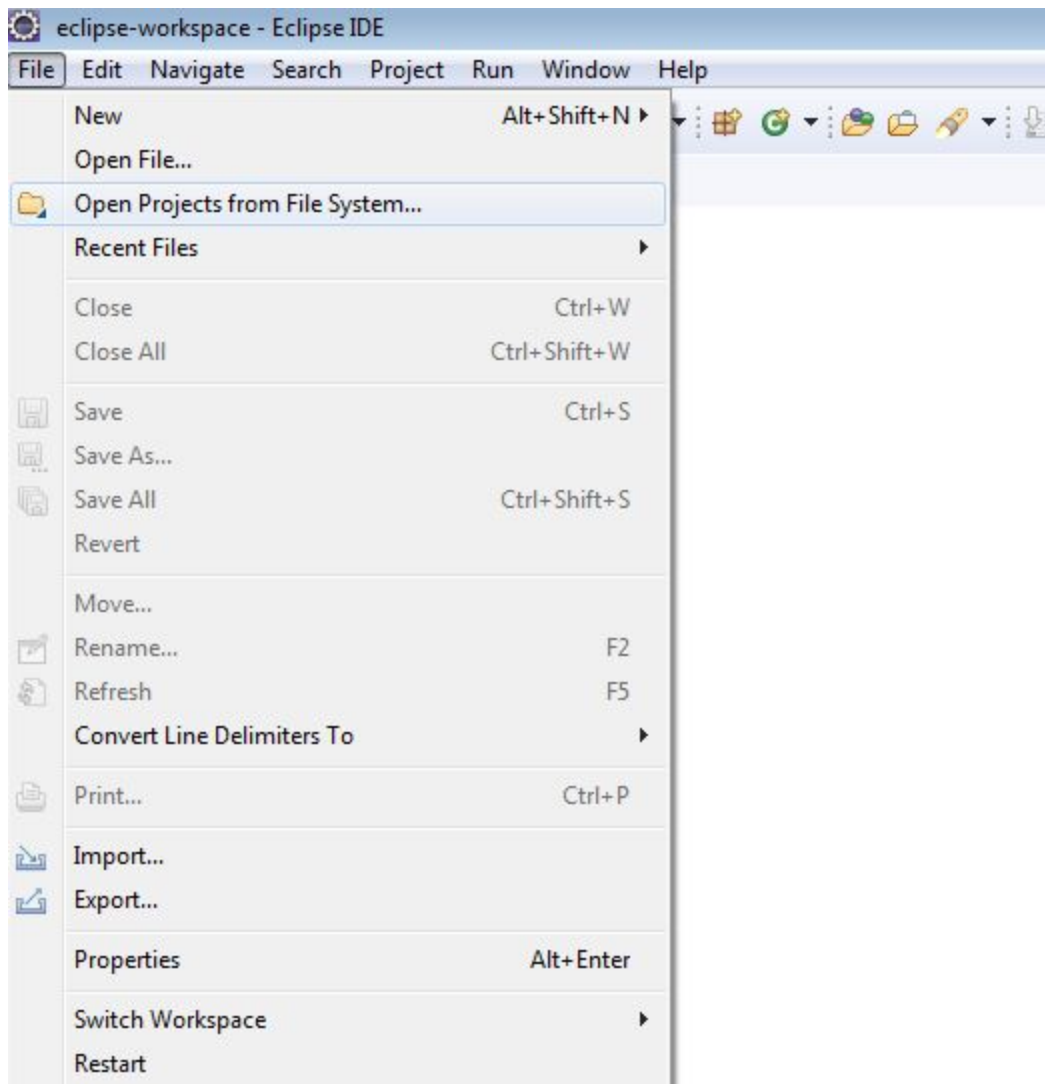 eclipse-workspace - Eclipse IDE
File Edit Navigate Search Project Run Window Help
New Alt+Shift+N
Open File...
Open Projects from File System...
Recent Files
Close Ctrl+W
Close All Ctrl+Shift+W
Save Ctrl+S
Save As...
Save All Ctrl+Shift+S
Revert
Move...
Rename... F2
Refresh F5
Convert Line Delimiters To
Print... Ctrl+P
Import...
Export...
Properties Alt+Enter
Switch Workspace
Restart